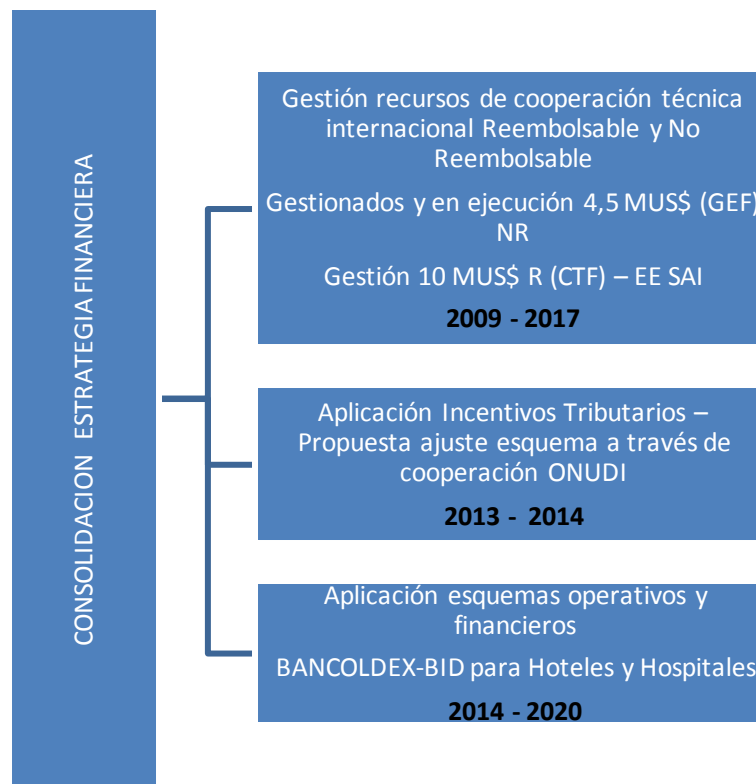 CONSOLIDACION ESTRATEGIA FINANCIERA
Gestión recursos de cooperación técnica
internacional Reembolsable y No
Reembolsable
Gestionados y en ejecución 4,5 MUS$ (GEF)
NR
Gestión 10 MUS$ R (CTF) – EE SAI
2009 - 2017
Aplicación Incentivos Tributarios –
Propuesta ajuste esquema a través de
cooperación ONUDI
2013 - 2014
Aplicación esquemas operativos y
financieros
BANCOLDEX-BID para Hoteles y Hospitales
2014 - 2020